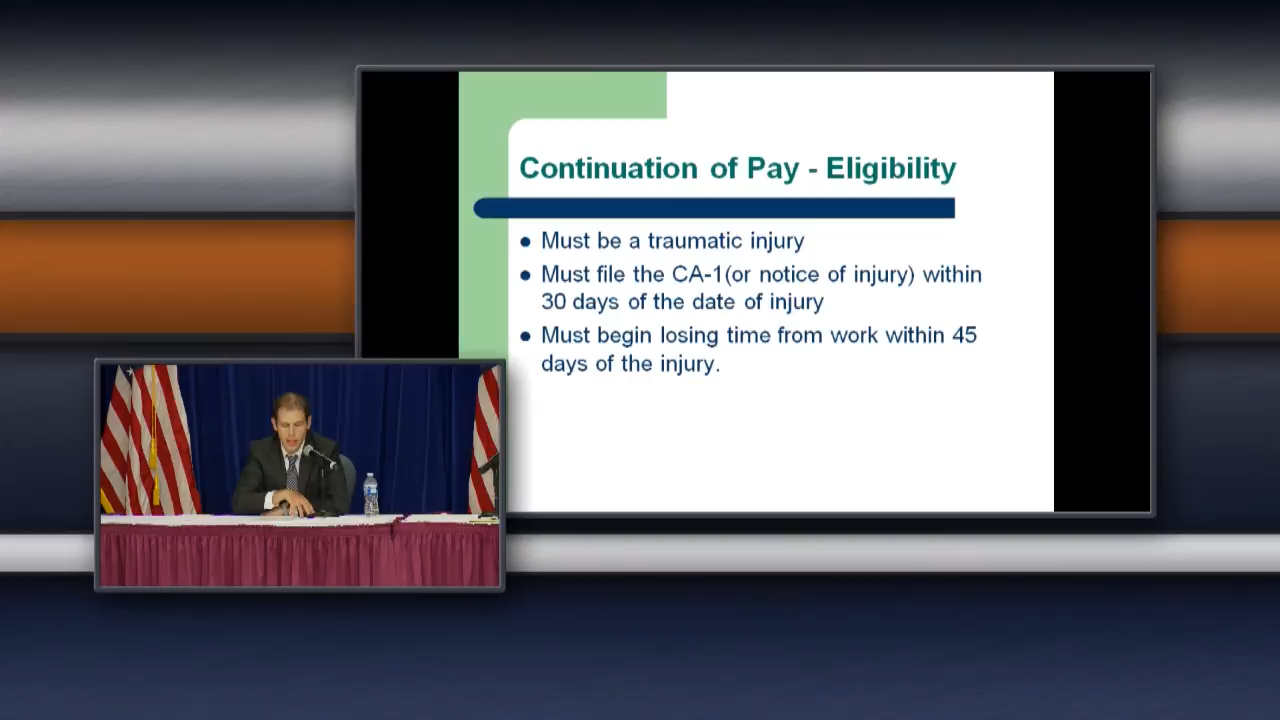 Continuation of Pay - Eligibility
Must be a traumatic injury
Must file the CA-1(or notice of injury) within
30 days of the date of injury
Must begin losing time from work within 45
days of the injury.